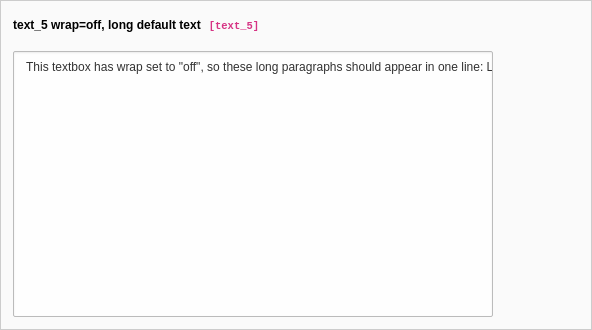 text_5 wrap=off, long default text [text_5]
This textbox has wrap set to "off", so these long paragraphs should appear in one line: L